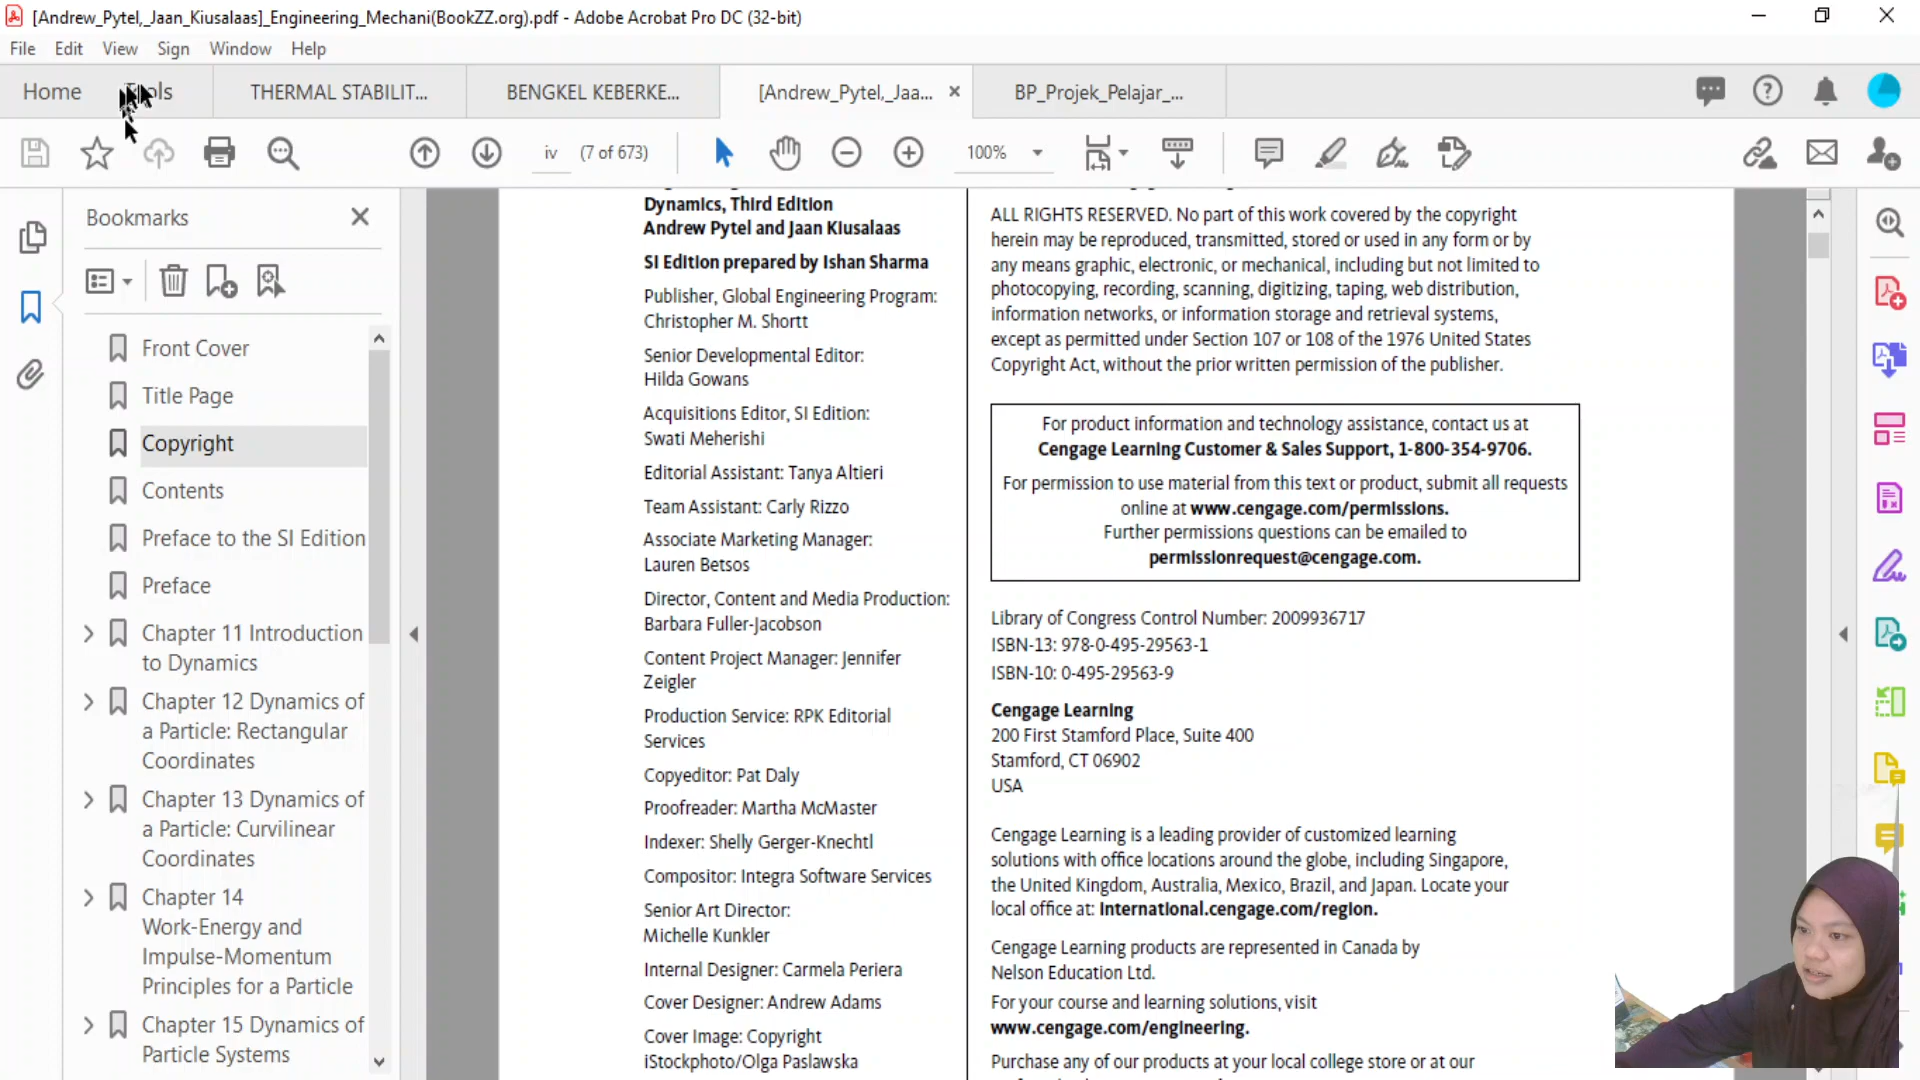 [Andrew_Pytel,_Jaan_Kiusalaas]_Engineering_Mechani(BookZZ.org).pdf - Adobe Acrobat Pro DC (32-bit)
File Edit View Sign Window Help
Home
THERMAL STABILIT...
BENGKEL KEBERKE...
[Andrew_Pytel,_Jaa...
BP_Projek_Pelajar_...
iv (7 of 673)
100%
Bookmarks
Front Cover
Title Page
Copyright
Contents
Preface to the SI Edition
Preface
Chapter 11 Introduction
to Dynamics
Chapter 12 Dynamics of
a Particle: Rectangular
Coordinates
Chapter 13 Dynamics of
a Particle: Curvilinear
Coordinates
Chapter 14
Work-Energy and
Impulse-Momentum
Principles for a Particle
Chapter 15 Dynamics of
Particle Systems
Dynamics, Third Edition
Andrew Pytel and Jaan Kiusalaas
SI Edition prepared by Ishan Sharma
Publisher, Global Engineering Program:
Christopher M. Shortt
Senior Developmental Editor:
Hilda Gowans
Acquisitions Editor, SI Edition:
Swati Meherishi
Editorial Assistant: Tanya Altieri
Team Assistant: Carly Rizzo
Associate Marketing Manager:
Lauren Betsos
Director, Content and Media Production:
Barbara Fuller-Jacobson
Content Project Manager: Jennifer
Zeigler
Production Service: RPK Editorial
Services
Copyeditor: Pat Daly
Proofreader: Martha McMaster
Indexer: Shelly Gerger-Knechtl
Compositor: Integra Software Services
Senior Art Director:
Michelle Kunkler
Internal Designer: Carmela Periera
Cover Designer: Andrew Adams
Cover Image: Copyright
iStockphoto/Olga Paslawska
ALL RIGHTS RESERVED. No part of this work covered by the copyright
herein may be reproduced, transmitted, stored or used in any form or by
any means graphic, electronic, or mechanical, including but not limited to
photocopying, recording, scanning, digitizing, taping, web distribution,
information networks, or information storage and retrieval systems,
except as permitted under Section 107 or 108 of the 1976 United States
Copyright Act, without the prior written permission of the publisher.
For product information and technology assistance, contact us at
Cengage Learning Customer & Sales Support, 1-800-354-9706.
For permission to use material from this text or product, submit all requests
online at www.cengage.com/permissions.
Further permissions questions can be emailed to
permissionrequest@cengage.com.
Library of Congress Control Number: 2009936717
ISBN-13: 978-0-495-29563-1
ISBN-10: 0-495-29563-9
Cengage Learning
200 First Stamford Place, Suite 400
Stamford, CT 06902
USA
Cengage Learning is a leading provider of customized learning
solutions with office locations around the globe, including Singapore,
the United Kingdom, Australia, Mexico, Brazil, and Japan. Locate your
local office at: international.cengage.com/region.
Cengage Learning products are represented in Canada by
Nelson Education Ltd.
For your course and learning solutions, visit
www.cengage.com/engineering.
Purchase any of our products at your local college store or at our